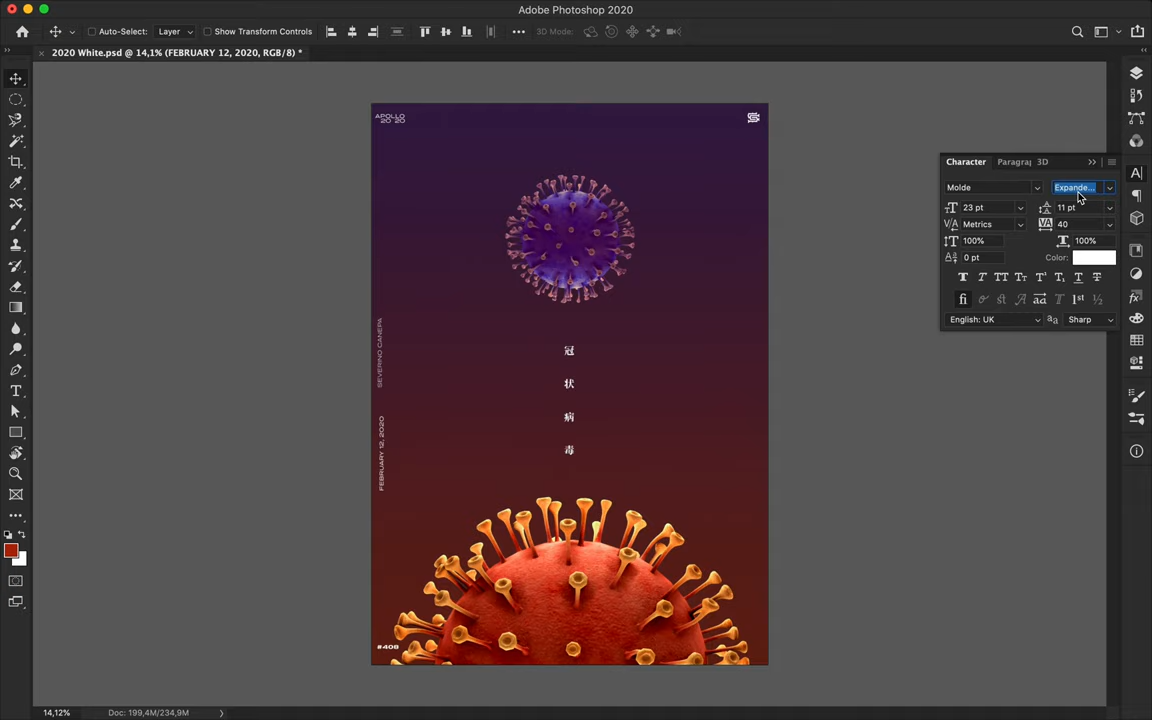 Adobe Photoshop 2020
Auto-Select:
Layer
Show Transform Controls
3D Mode:
2020 White.psd @ 14,1% (FEBRUARY 12, 2020, RGB/8) *
APOLLO
20 20
冠
状
病
毒
SEVERINO CANEPA
FEBRUARY 12, 2020
#408
Character
Paragra
3D
Molde
Expande...
23 pt
11 pt
Metrics
40
100%
100%
0 pt
Color:
English: UK
Sharp
14,12%
Doc: 199,4M/234,9M